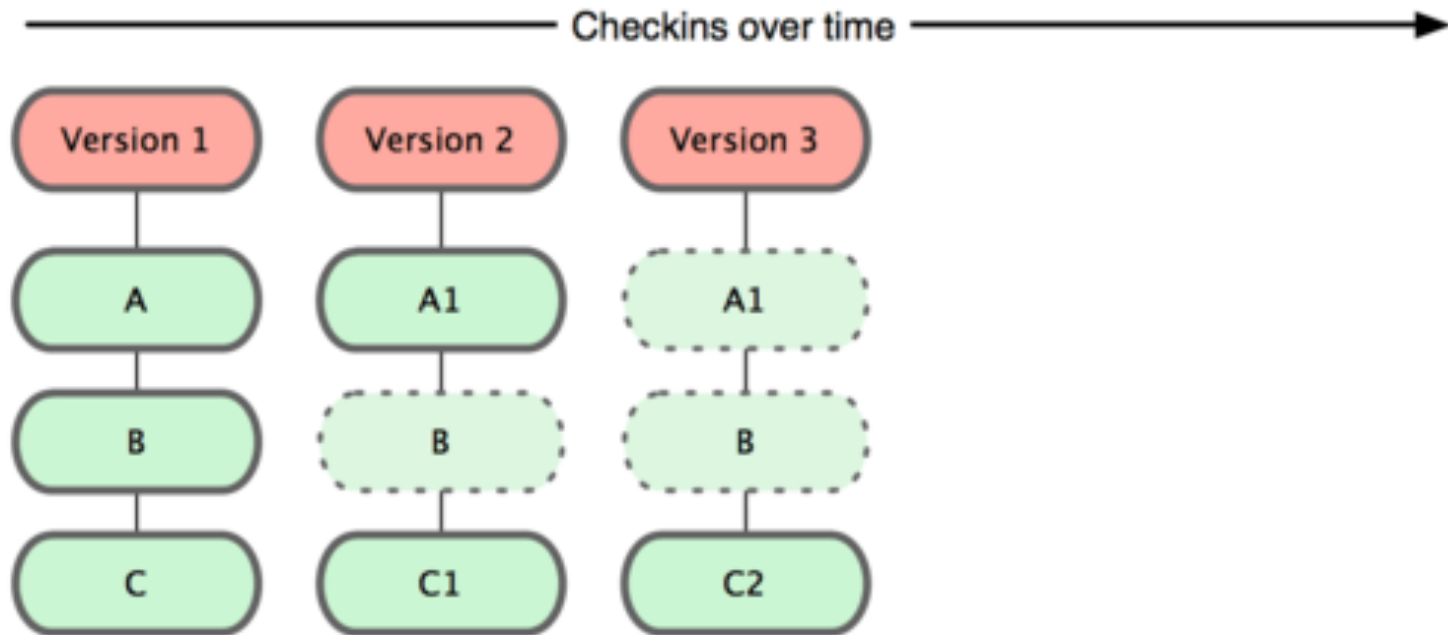 Checkins over time
Version 1 Version 2 Version 3
A A1 A1
B B B
C C1 C2